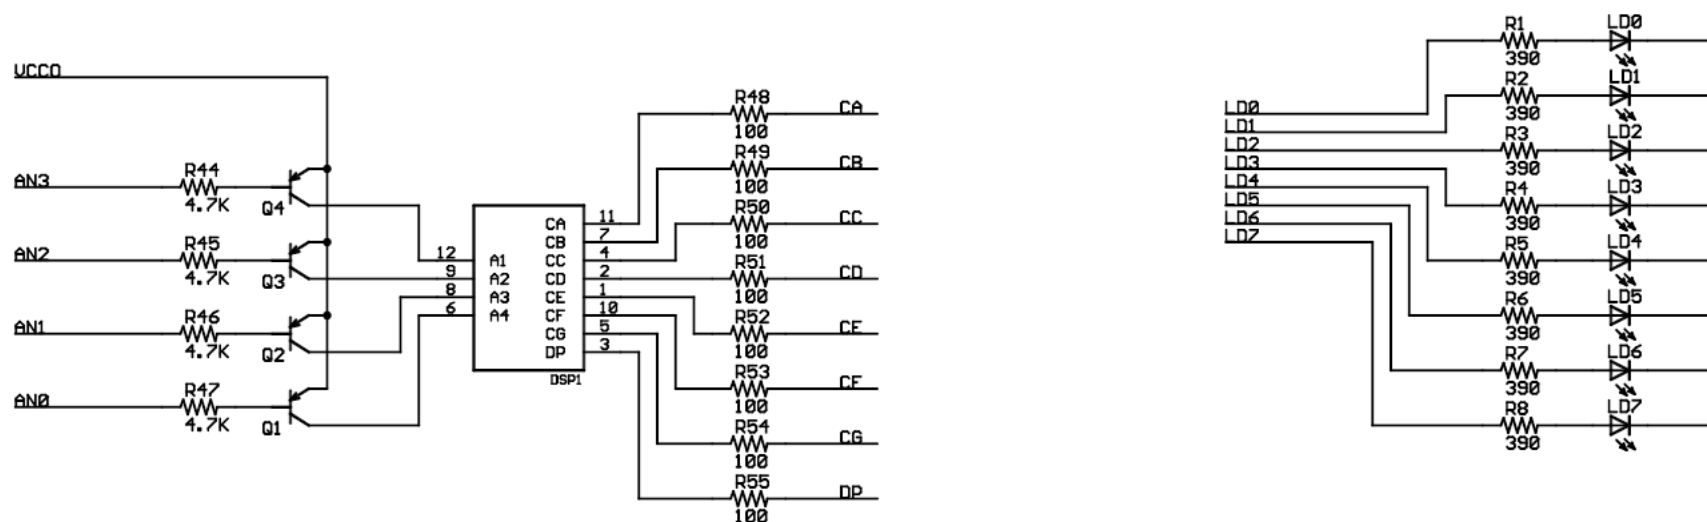 VCCO
AN3
R44
4.7K
Q4
AN2
R45
4.7K
Q3
AN1
R46
4.7K
Q2
AN0
R47
4.7K
Q1
12 A1
9 A2
8 A3
6 A4
CA 11
CB 7
CC 4
CD 2
CE 1
CF 10
CG 5
DP 3
DSP1
R48
100
CA
R49
100
CB
R50
100
CC
R51
100
CD
R52
100
CE
R53
100
CF
R54
100
CG
R55
100
DP
LD0
LD1
LD2
LD3
LD4
LD5
LD6
LD7
R1
390
LD0
R2
390
LD1
R3
390
LD2
R4
390
LD3
R5
390
LD4
R6
390
LD5
R7
390
LD6
R8
390
LD7